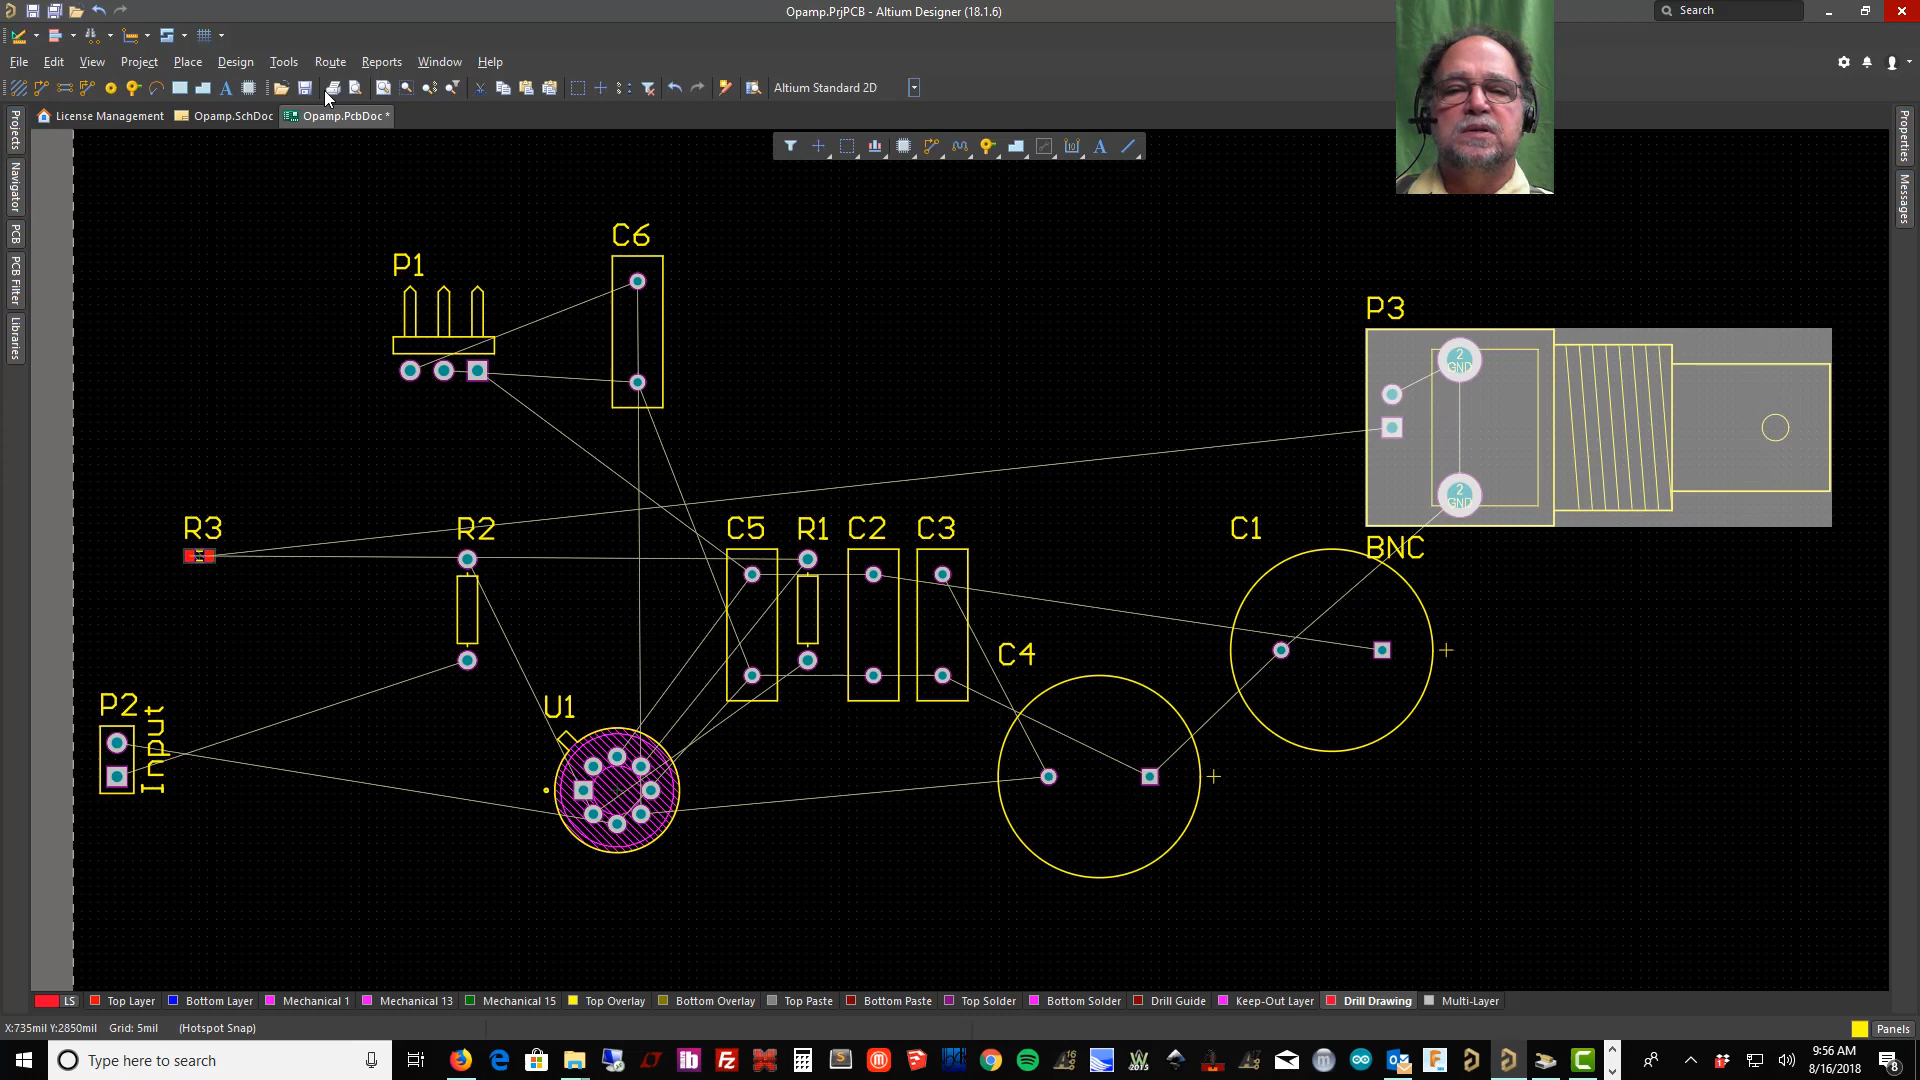 Opamp.PrjPCB - Altium Designer (18.1.6)
Search
File Edit View Project Place Design Tools Route Reports Window Help
Altium Standard 2D
License Management Opamp.SchDoc Opamp.PcbDoc *
Projects
Navigator
PCB
PCB Filter
Libraries
Properties
Messages
C6
P1
P3
2
GND
2
GND
R3
R2
C5
R1
C2
C3
C1
BNC
C4
P2
Input
U1
LS Top Layer Bottom Layer Mechanical 1 Mechanical 13 Mechanical 15 Top Overlay Bottom Overlay Top Paste Bottom Paste Top Solder Bottom Solder Drill Guide Keep-Out Layer Drill Drawing Multi-Layer
X:735mil Y:2850mil Grid: 5mil (Hotspot Snap)
Panels
Type here to search
9:56 AM
8/16/2018
8